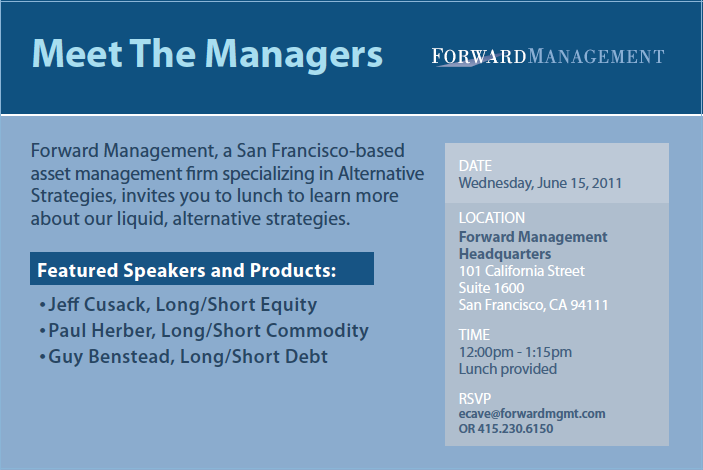 Meet The Managers
FORWARDMANAGEMENT
Forward Management, a San Francisco-based
asset management firm specializing in Alternative
Strategies, invites you to lunch to learn more
about our liquid, alternative strategies.
Featured Speakers and Products:
•Jeff Cusack, Long/Short Equity
•Paul Herber, Long/Short Commodity
•Guy Benstead, Long/Short Debt
DATE
Wednesday, June 15, 2011
LOCATION
Forward Management
Headquarters
101 California Street
Suite 1600
San Francisco, CA 94111
TIME
12:00pm - 1:15pm
Lunch provided
RSVP
ecave@forwardmgmt.com
OR 415.230.6150